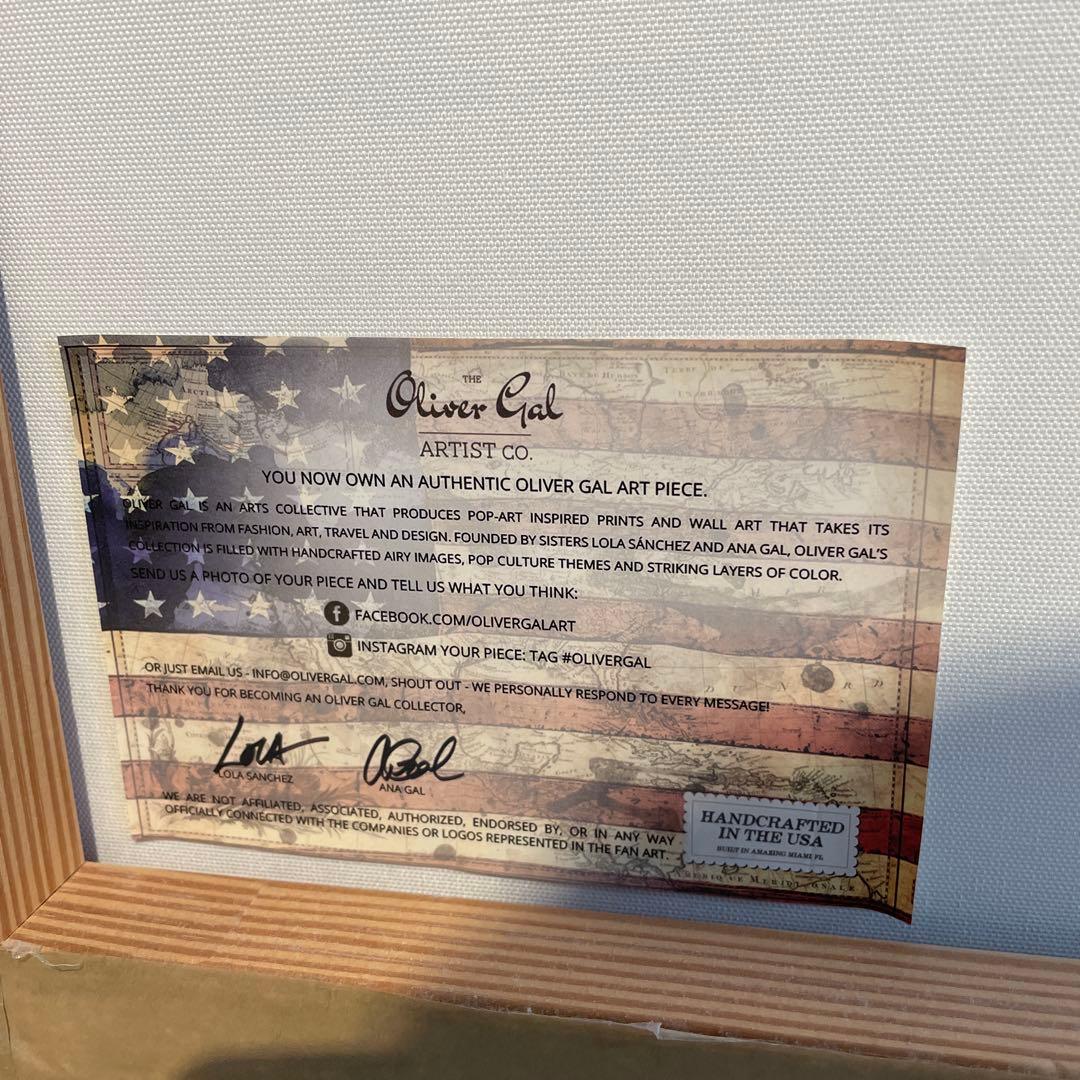 THE
Oliver Gal
ARTIST CO.
YOU NOW OWN AN AUTHENTIC OLIVER GAL ART PIECE.
OLIVER GAL IS AN ARTS COLLECTIVE THAT PRODUCES POP-ART INSPIRED PRINTS AND WALL ART THAT TAKES ITS
INSPIRATION FROM FASHION, ART, TRAVEL AND DESIGN. FOUNDED BY SISTERS LOLA SÁNCHEZ AND ANA GAL, OLIVER GAL'S
COLLECTION IS FILLED WITH HANDCRAFTED AIRY IMAGES, POP CULTURE THEMES AND STRIKING LAYERS OF COLOR.
SEND US A PHOTO OF YOUR PIECE AND TELL US WHAT YOU THINK:
FACEBOOK.COM/OLIVERGALART
INSTAGRAM YOUR PIECE: TAG #OLIVERGAL
OR JUST EMAIL US - INFO@OLIVERGAL.COM, SHOUT OUT - WE PERSONALLY RESPOND TO EVERY MESSAGE!
THANK YOU FOR BECOMING AN OLIVER GAL COLLECTOR,
LOLA
LOLA SANCHEZ
ANA GAL
WE ARE NOT AFFILIATED, ASSOCIATED, AUTHORIZED, ENDORSED BY, OR IN ANY WAY
OFFICIALLY CONNECTED WITH THE COMPANIES OR LOGOS REPRESENTED IN THE FAN ART.
HANDCRAFTED
IN THE USA
BUILT IN AMAZING MIAMI, FL